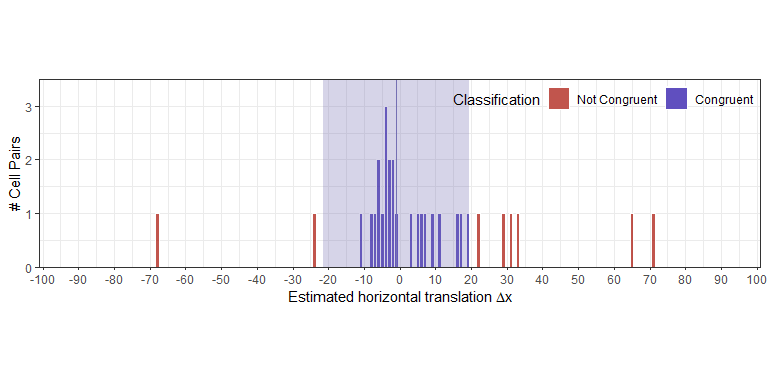 Classification Not Congruent Congruent
# Cell Pairs
3
2
1
0
-100 -90 -80 -70 -60 -50 -40 -30 -20 -10 0 10 20 30 40 50 60 70 80 90 100
Estimated horizontal translation Δx